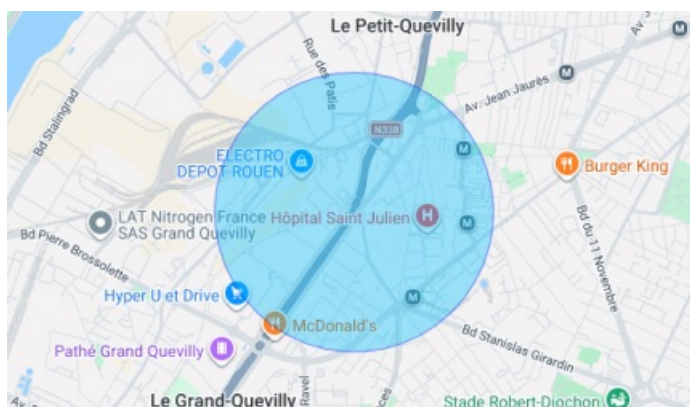 Le Petit-Quevilly
Rue des Patis
Bd Stalingrad
Av. Jean Jaurès
M
M
N338
M
ELECTRO
DEPOT ROUEN
Burger King
LAT Nitrogen France
SAS Grand Quevilly
Hôpital Saint Julien
H
M
Bd Pierre Brossolette
Bd du 11 Novembre
Hyper U et Drive
M
McDonald's
Bd Stanislas Girardin
Pathé Grand Quevilly
Le Grand-Quevilly
Ravel
Stade Robert-Diochon